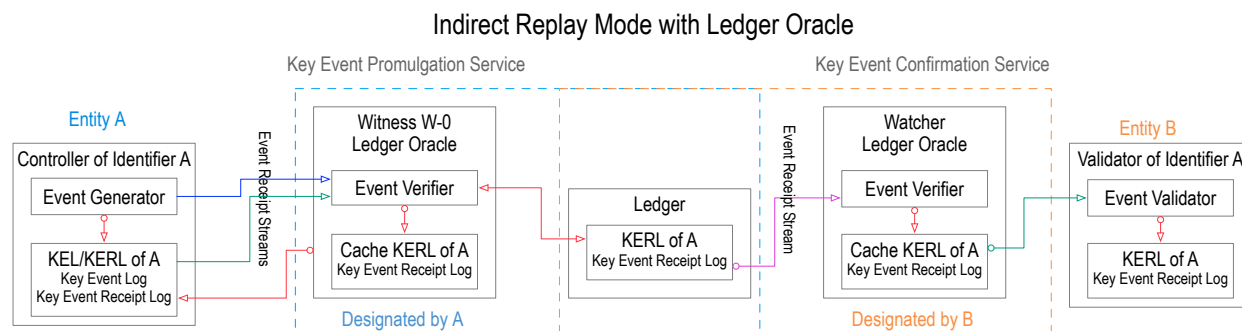 Indirect Replay Mode with Ledger Oracle
Key Event Promulgation Service
Key Event Confirmation Service
Entity A
Controller of Identifier A
Event Generator
KEL/KERL of A
Key Event Log
Key Event Receipt Log
Event Receipt Streams
Witness W-0
Ledger Oracle
Event Verifier
Cache KERL of A
Key Event Receipt Log
Designated by A
Ledger
KERL of A
Key Event Receipt Log
Event Receipt Stream
Watcher
Ledger Oracle
Event Verifier
Cache KERL of A
Key Event Receipt Log
Designated by B
Entity B
Validator of Identifier A
Event Validator
KERL of A
Key Event Receipt Log